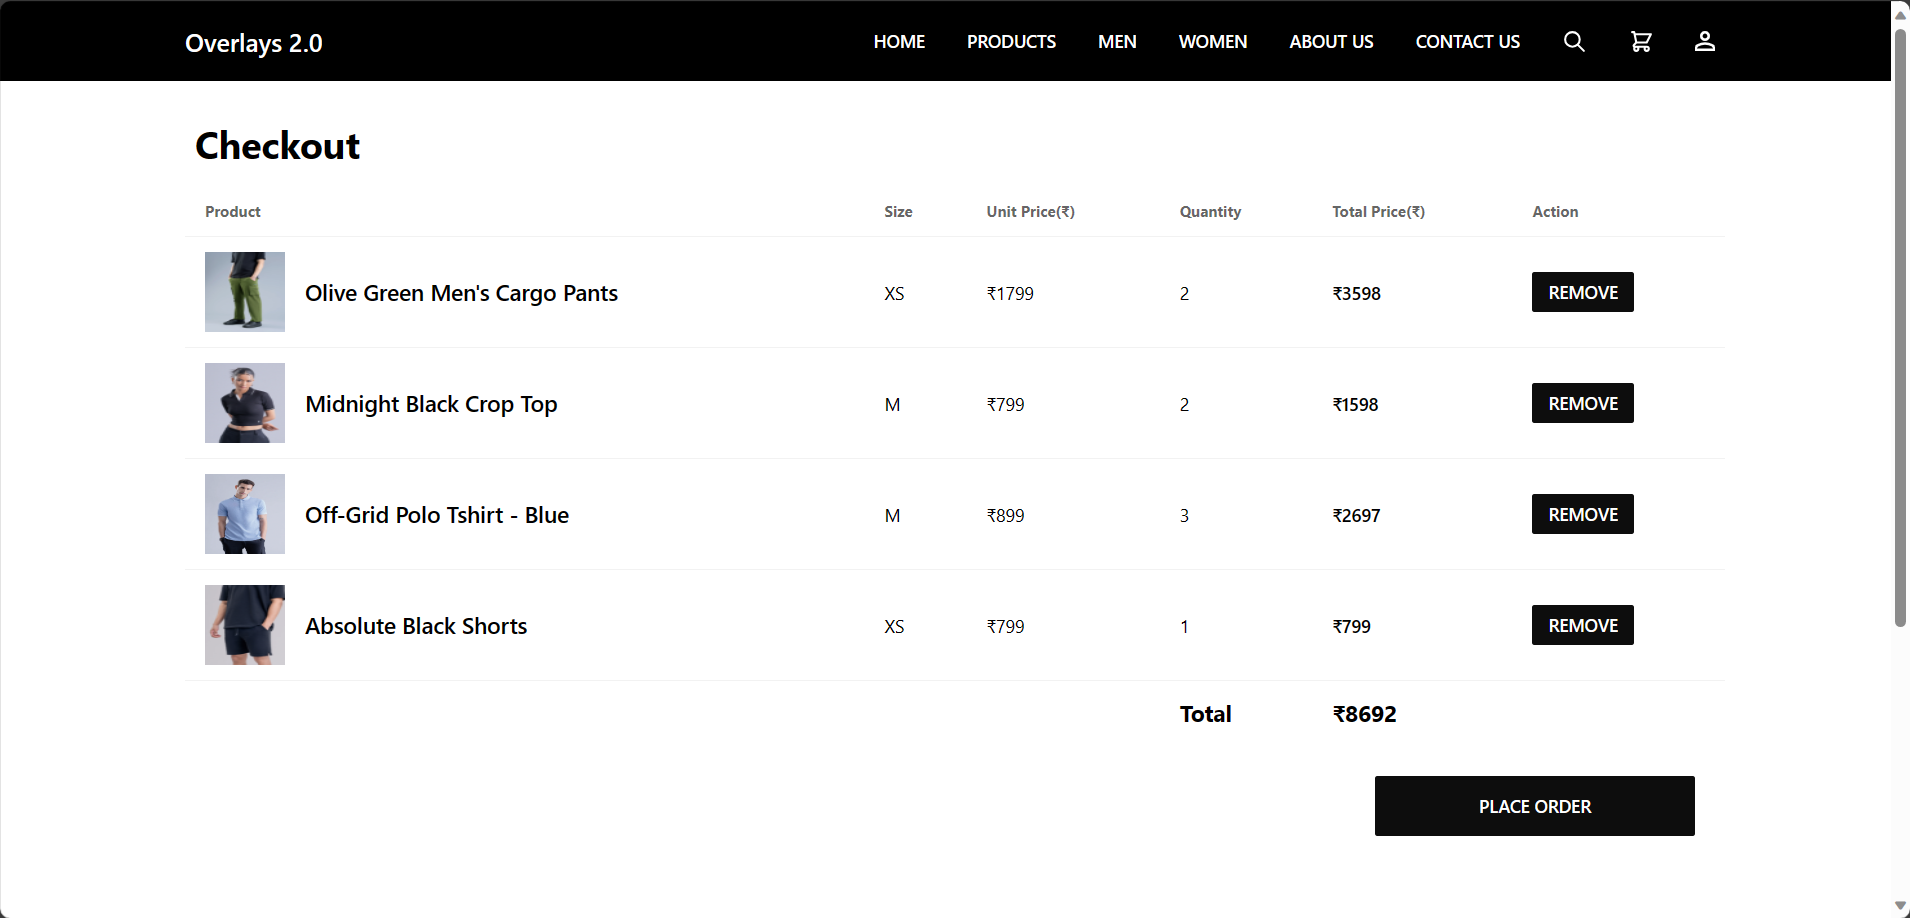 Overlays 2.0 HOME PRODUCTS MEN WOMEN ABOUT US CONTACT US
Checkout
Product Size Unit Price(₹) Quantity Total Price(₹) Action
Olive Green Men's Cargo Pants XS ₹1799 2 ₹3598 REMOVE
Midnight Black Crop Top M ₹799 2 ₹1598 REMOVE
Off-Grid Polo Tshirt - Blue M ₹899 3 ₹2697 REMOVE
Absolute Black Shorts XS ₹799 1 ₹799 REMOVE
Total ₹8692
PLACE ORDER